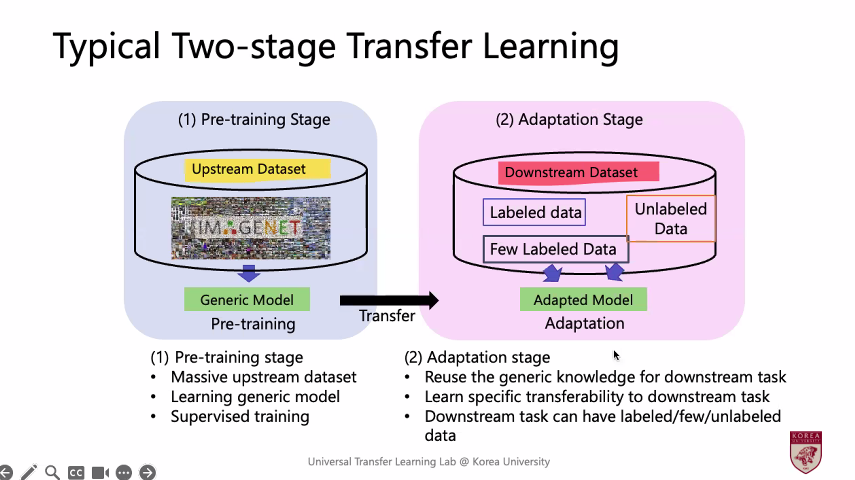 Typical Two-stage Transfer Learning
(1) Pre-training Stage
Upstream Dataset
IMAGENET
Generic Model
Pre-training
Transfer
(2) Adaptation Stage
Downstream Dataset
Labeled data
Unlabeled
Data
Few Labeled Data
Adapted Model
Adaptation
(1) Pre-training stage
• Massive upstream dataset
• Learning generic model
• Supervised training
(2) Adaptation stage
• Reuse the generic knowledge for downstream task
• Learn specific transferability to downstream task
• Downstream task can have labeled/few/unlabeled
data
Universal Transfer Learning Lab @ Korea University
KOREA
CC